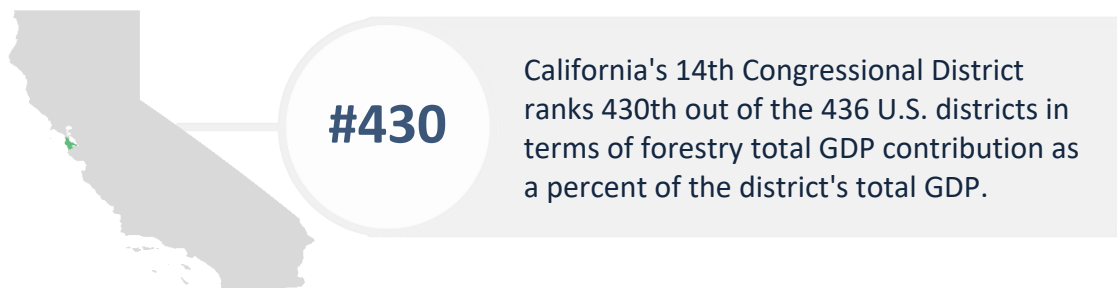 #430
California's 14th Congressional District
ranks 430th out of the 436 U.S. districts in
terms of forestry total GDP contribution as
a percent of the district's total GDP.